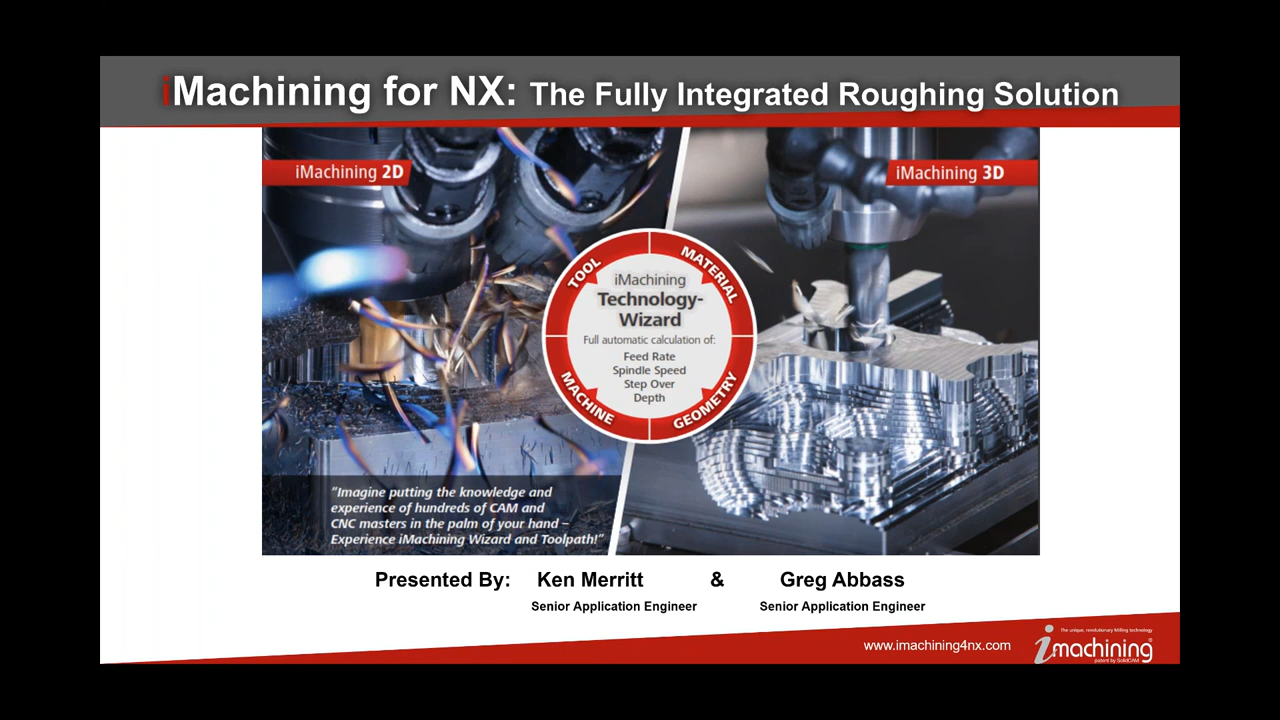 iMachining for NX: The Fully Integrated Roughing Solution
iMachining 2D
iMachining 3D
TOOL
MATERIAL
MACHINE
GEOMETRY
iMachining
Technology-
Wizard
Full automatic calculation of:
Feed Rate
Spindle Speed
Step Over
Depth
"Imagine putting the knowledge and
experience of hundreds of CAM and
CNC masters in the palm of your hand –
Experience iMachining Wizard and Toolpath!"
Presented By: Ken Merritt & Greg Abbass
Senior Application Engineer Senior Application Engineer
www.imachining4nx.com
The unique, revolutionary Milling technology
imachining®
patent by SolidCAM